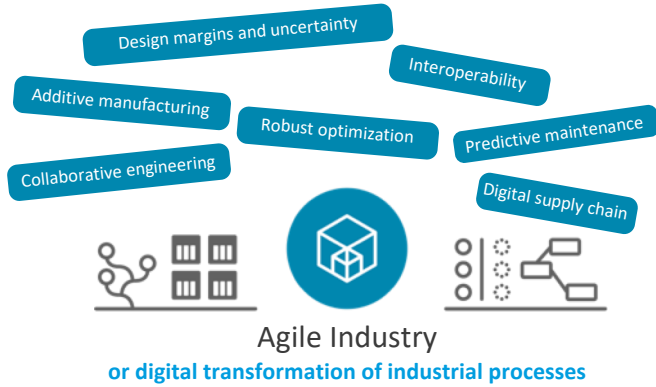 Design margins and uncertainty
Interoperability
Additive manufacturing
Robust optimization
Predictive maintenance
Collaborative engineering
Digital supply chain
Agile Industry
or digital transformation of industrial processes